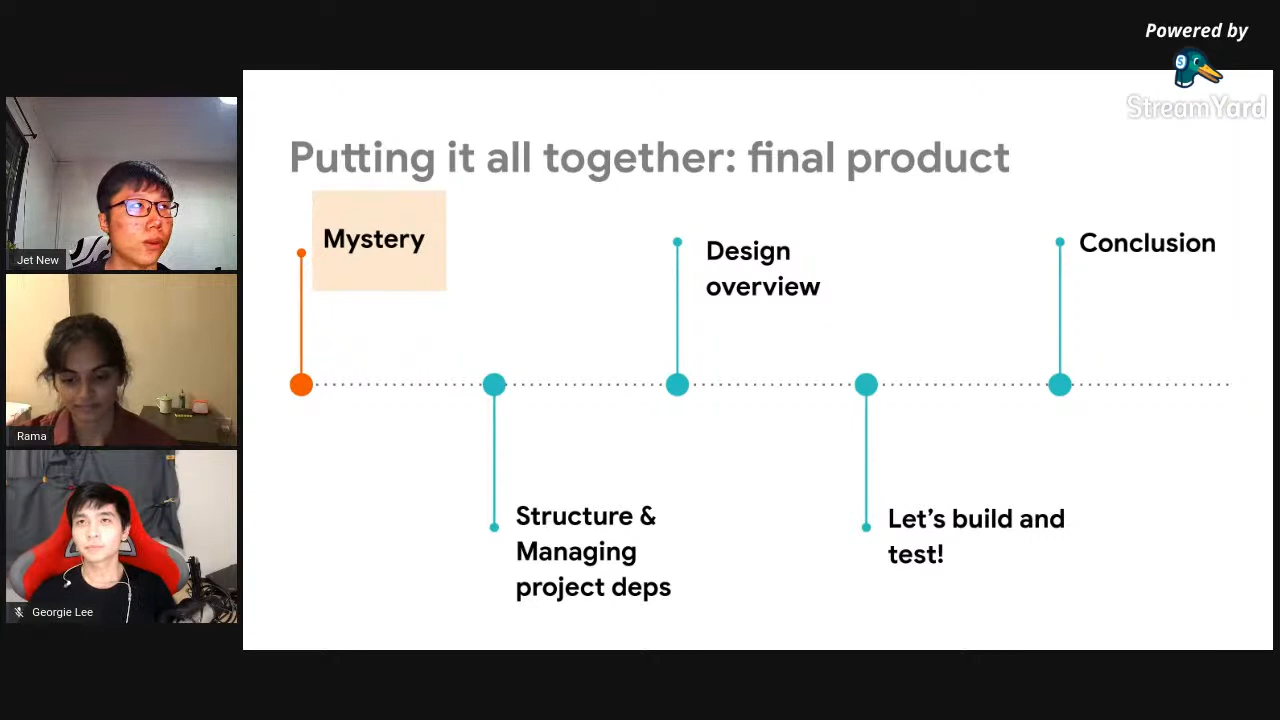 Powered by
StreamYard
Putting it all together: final product
Mystery
Design
overview
Conclusion
Structure &
Managing
project deps
Let’s build and
test!
Jet New
Rama
Georgie Lee